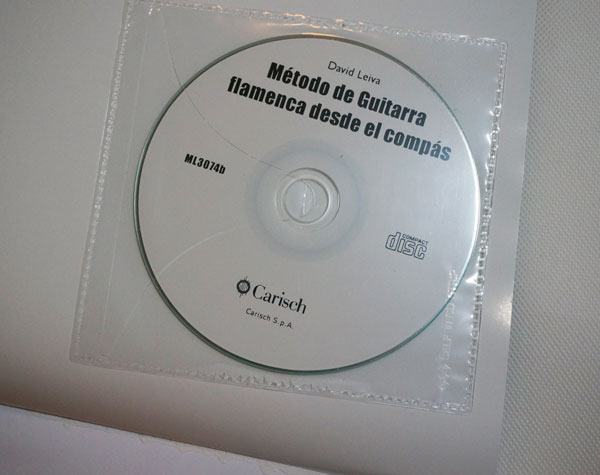 David Leiva
Método de Guitarra
flamenca desde el compás
ML3074b
COMPACT
disc
Carisch
Carisch S.p.A.